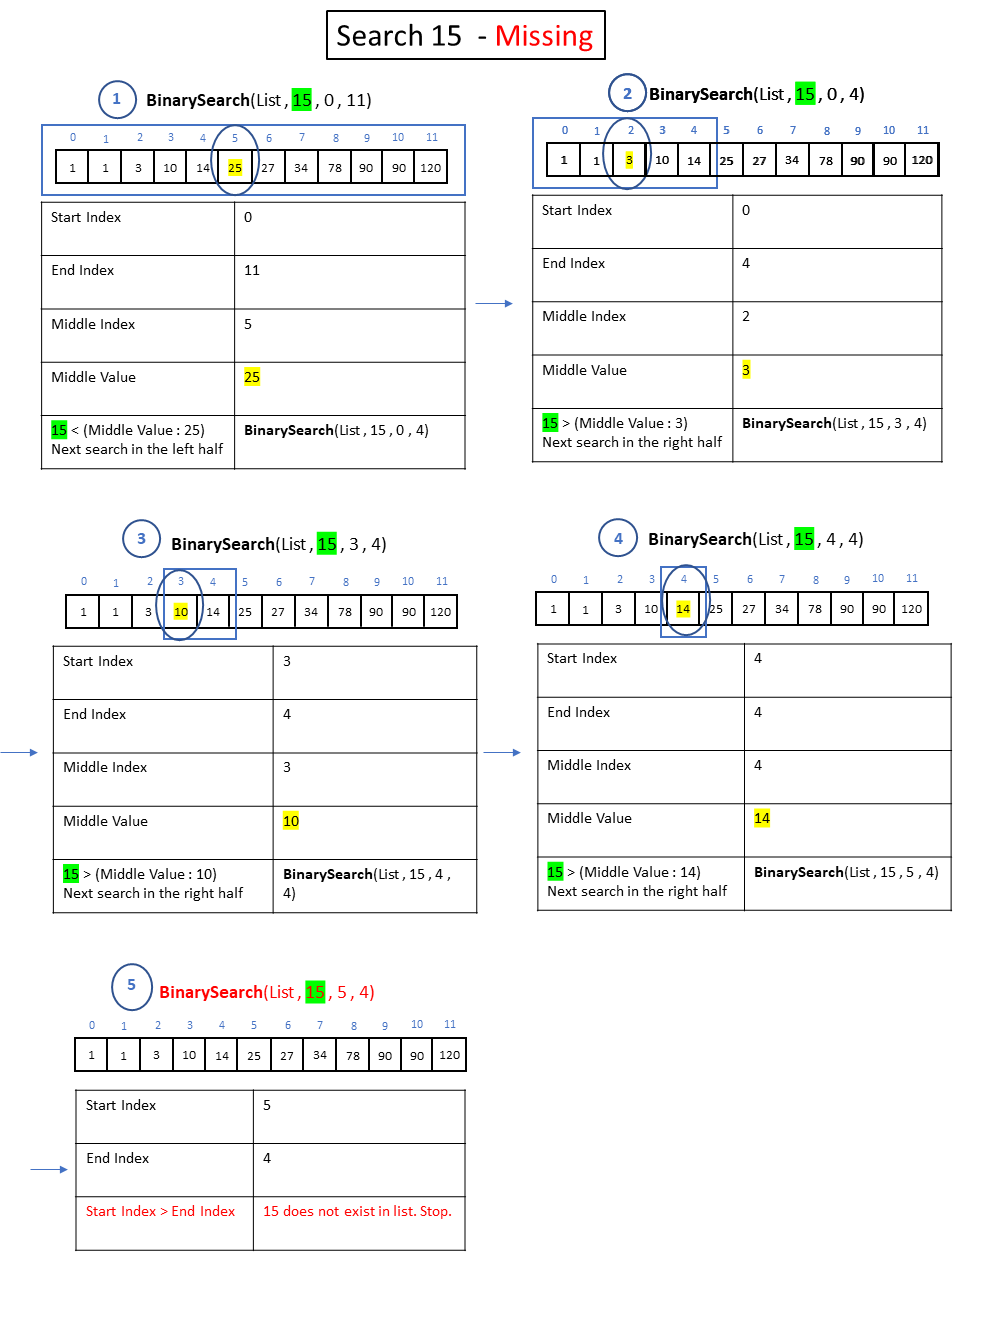 Search 15 - Missing
1 BinarySearch(List , 15 , 0 , 11)
0 1 2 3 4 5 6 7 8 9 10 11
1 1 3 10 14 25 27 34 78 90 90 120
Start Index 0
End Index 11
Middle Index 5
Middle Value 25
15 < (Middle Value : 25) BinarySearch(List , 15 , 0 , 4)
Next search in the left half
2 BinarySearch(List , 15 , 0 , 4)
0 1 2 3 4 5 6 7 8 9 10 11
1 1 3 10 14 25 27 34 78 90 90 120
Start Index 0
End Index 4
Middle Index 2
Middle Value 3
15 > (Middle Value : 3) BinarySearch(List , 15 , 3 , 4)
Next search in the right half
3 BinarySearch(List , 15 , 3 , 4)
0 1 2 3 4 5 6 7 8 9 10 11
1 1 3 10 14 25 27 34 78 90 90 120
Start Index 3
End Index 4
Middle Index 3
Middle Value 10
15 > (Middle Value : 10) BinarySearch(List , 15 , 4 ,
Next search in the right half 4)
4 BinarySearch(List , 15 , 4 , 4)
0 1 2 3 4 5 6 7 8 9 10 11
1 1 3 10 14 25 27 34 78 90 90 120
Start Index 4
End Index 4
Middle Index 4
Middle Value 14
15 > (Middle Value : 14) BinarySearch(List , 15 , 5 , 4)
Next search in the right half
5 BinarySearch(List , 15 , 5 , 4)
0 1 2 3 4 5 6 7 8 9 10 11
1 1 3 10 14 25 27 34 78 90 90 120
Start Index 5
End Index 4
Start Index > End Index 15 does not exist in list. Stop.